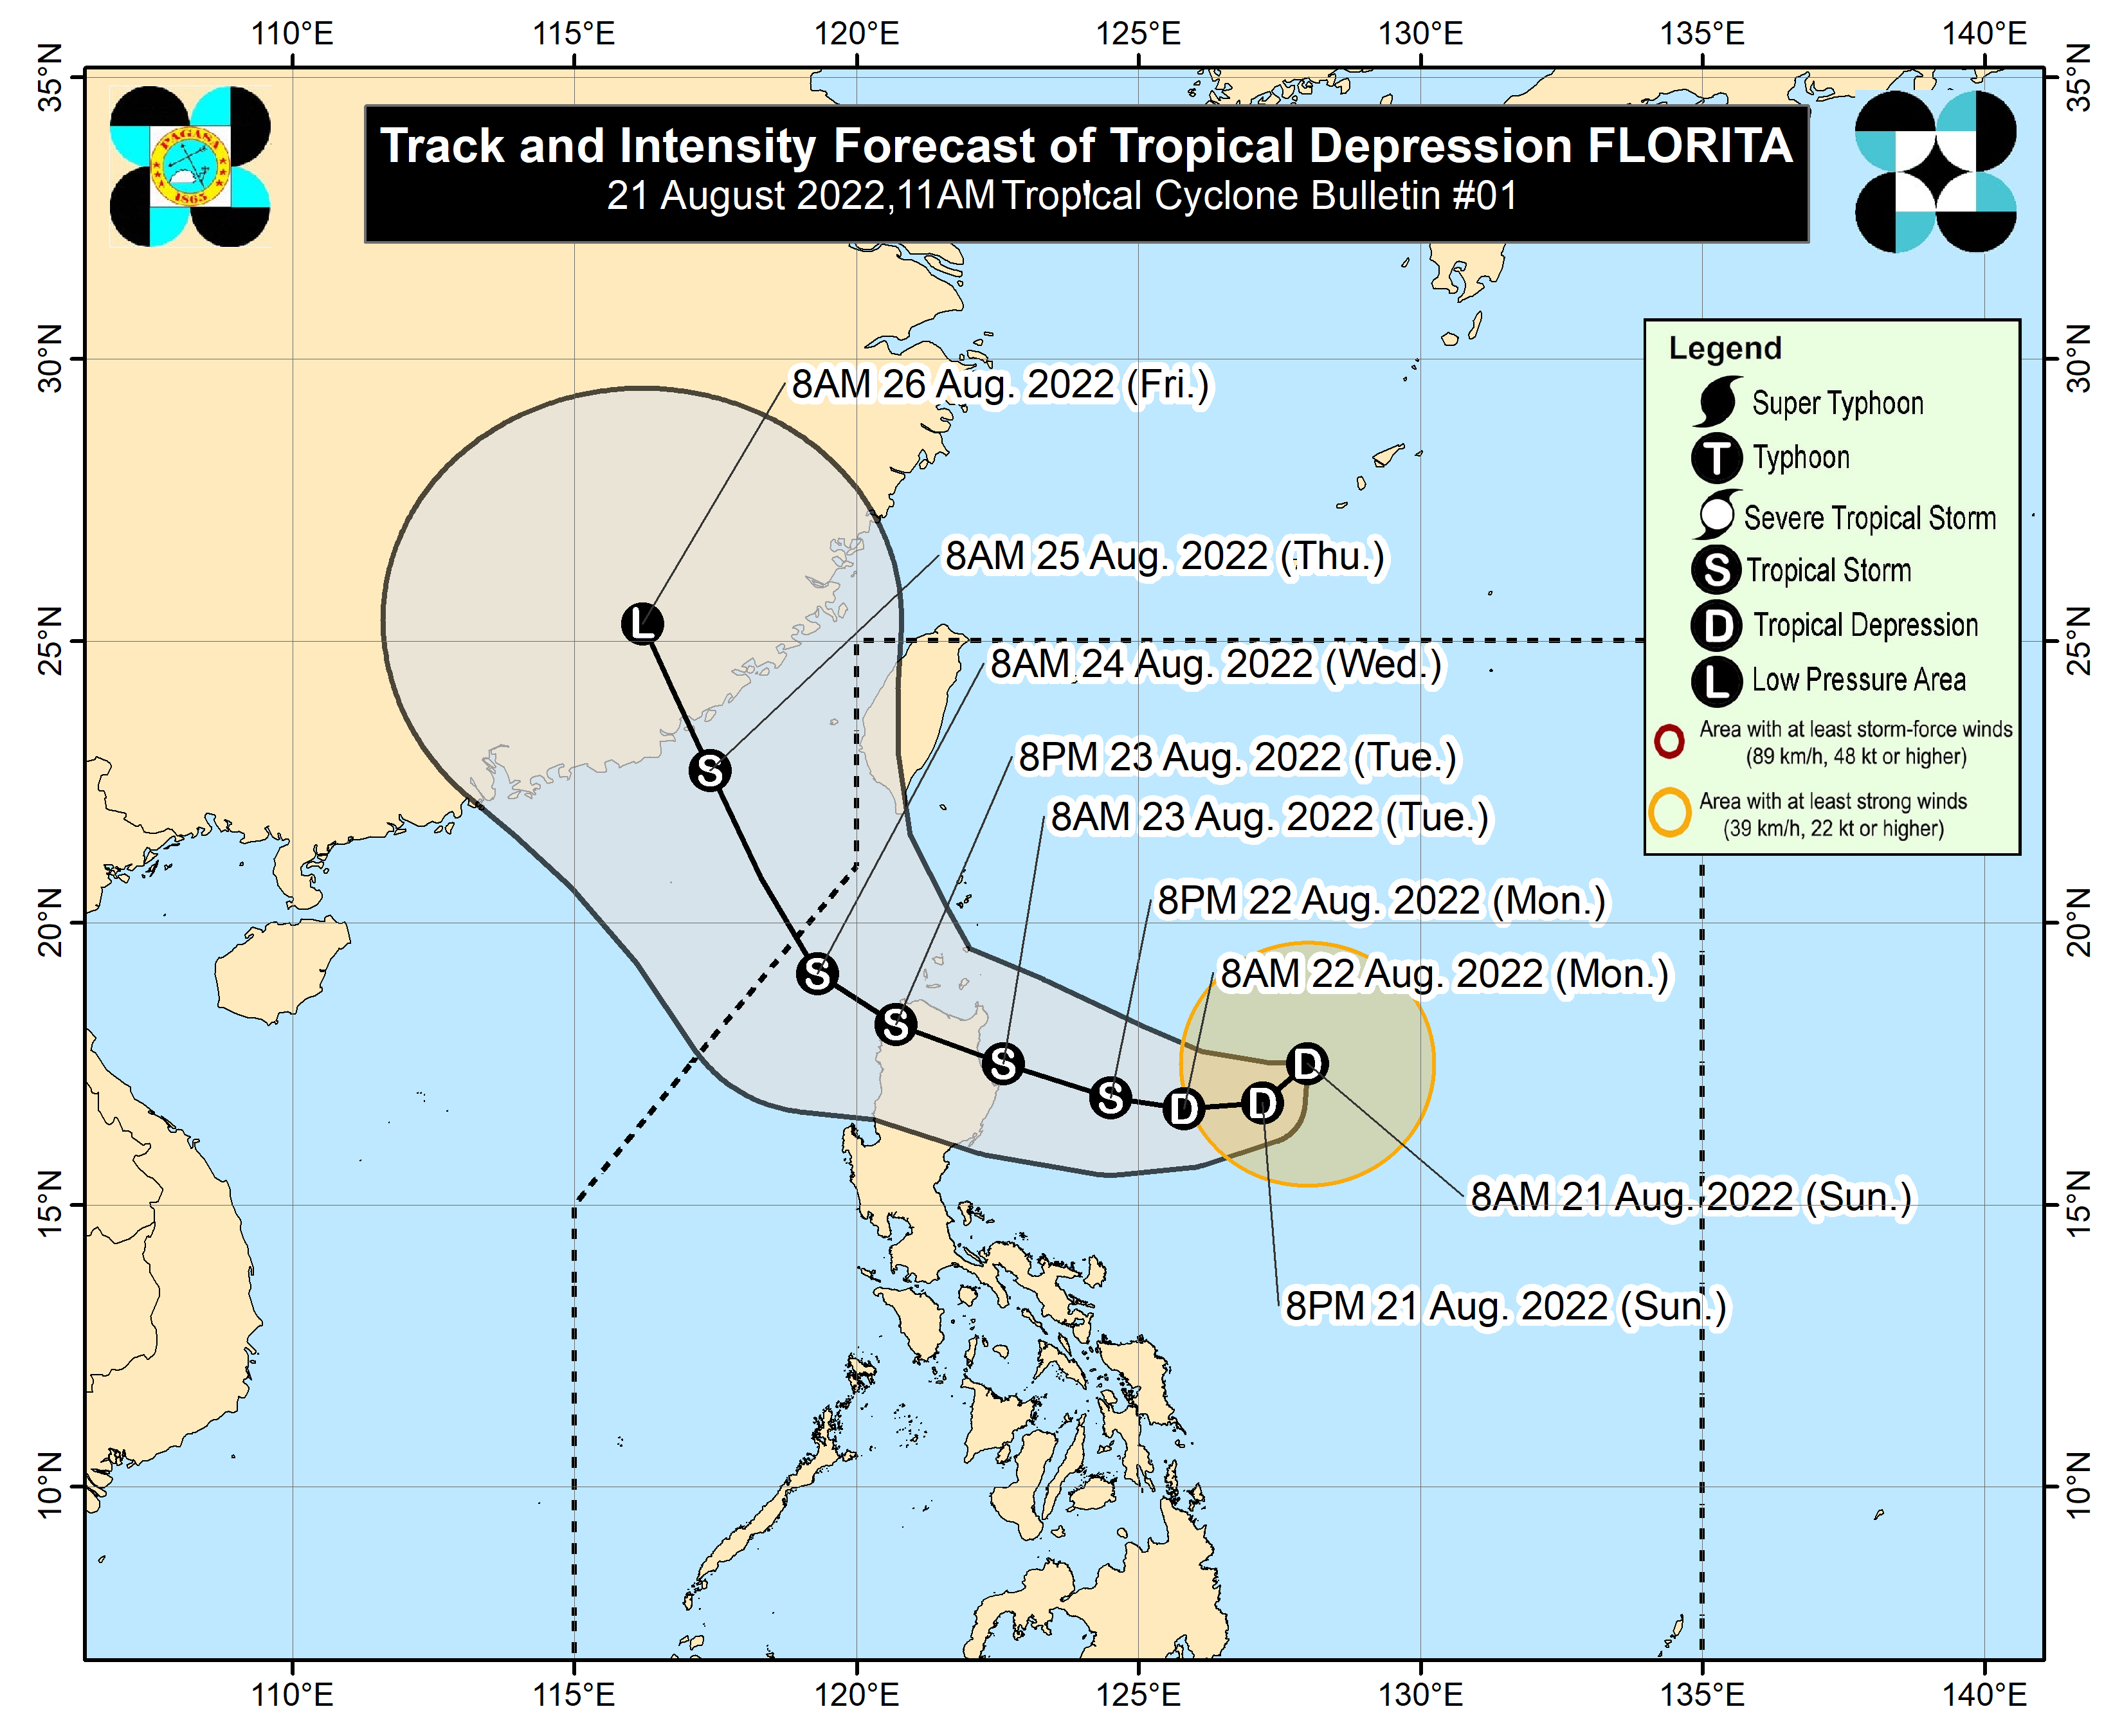 110°E 115°E 120°E 125°E 130°E 135°E 140°E
35°N 35°N
PAGASA
1865
Track and Intensity Forecast of Tropical Depression FLORITA
21 August 2022,11AM Tropical Cyclone Bulletin #01
30°N 30°N
Legend
Super Typhoon
T Typhoon
Severe Tropical Storm
S Tropical Storm
D Tropical Depression
L Low Pressure Area
Area with at least storm-force winds
(89 km/h, 48 kt or higher)
Area with at least strong winds
(39 km/h, 22 kt or higher)
8AM 26 Aug. 2022 (Fri.)
8AM 25 Aug. 2022 (Thu.)
L
25°N 25°N
8AM 24 Aug. 2022 (Wed.)
8PM 23 Aug. 2022 (Tue.)
S
8AM 23 Aug. 2022 (Tue.)
8PM 22 Aug. 2022 (Mon.)
20°N 20°N
8AM 22 Aug. 2022 (Mon.)
S
S
S
S
D
D
D
8AM 21 Aug. 2022 (Sun.)
15°N 15°N
8PM 21 Aug. 2022 (Sun.)
10°N 10°N
110°E 115°E 120°E 125°E 130°E 135°E 140°E